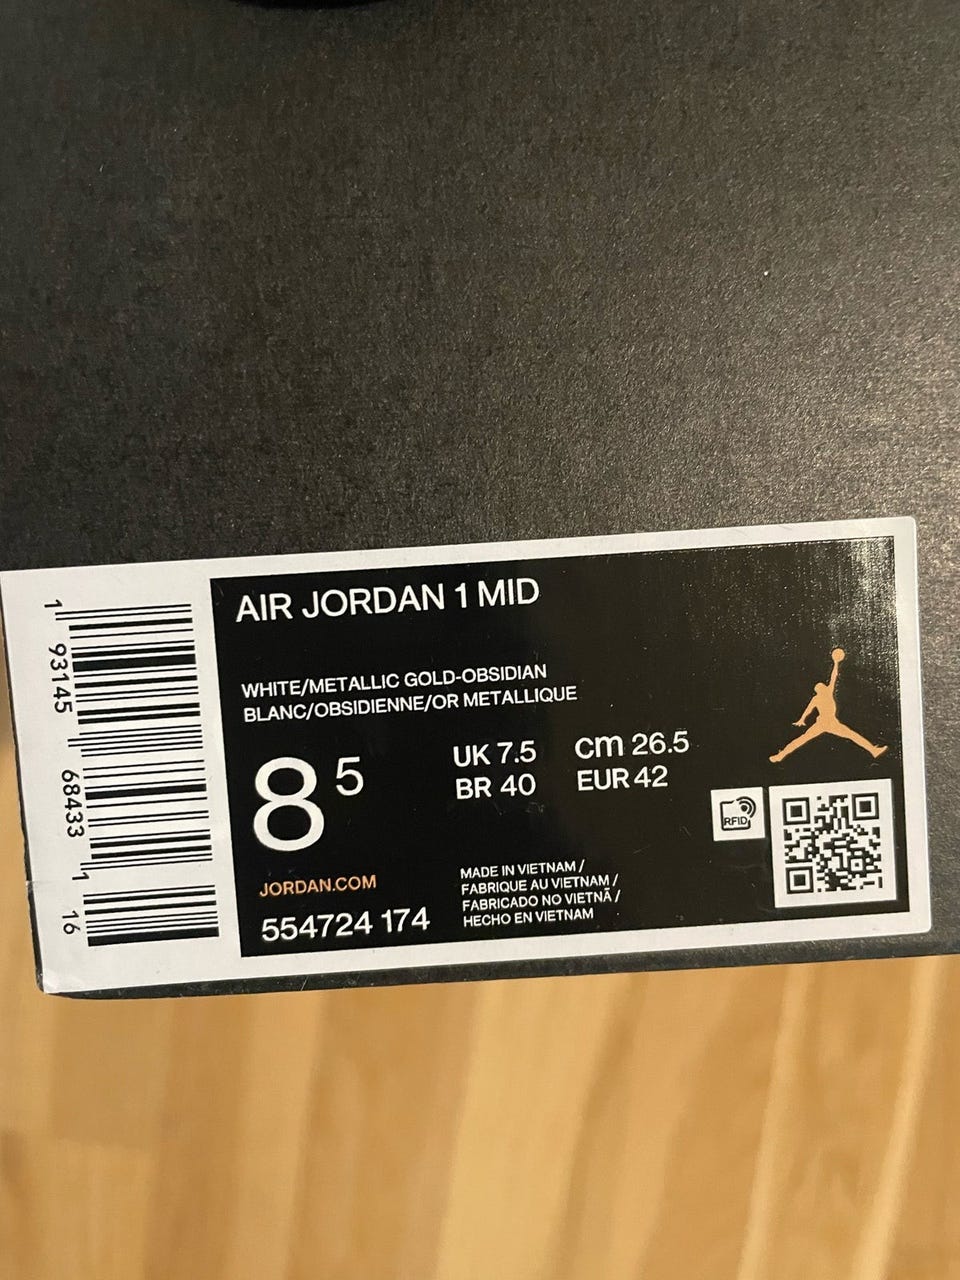 1 93145 68433 1 16
AIR JORDAN 1 MID
WHITE/METALLIC GOLD-OBSIDIAN
BLANC/OBSIDIENNE/OR METALLIQUE
8 5
UK 7.5 cm 26.5
BR 40 EUR 42
RFID
JORDAN.COM
554724 174
MADE IN VIETNAM /
FABRIQUE AU VIETNAM /
FABRICADO NO VIETNÃ /
HECHO EN VIETNAM